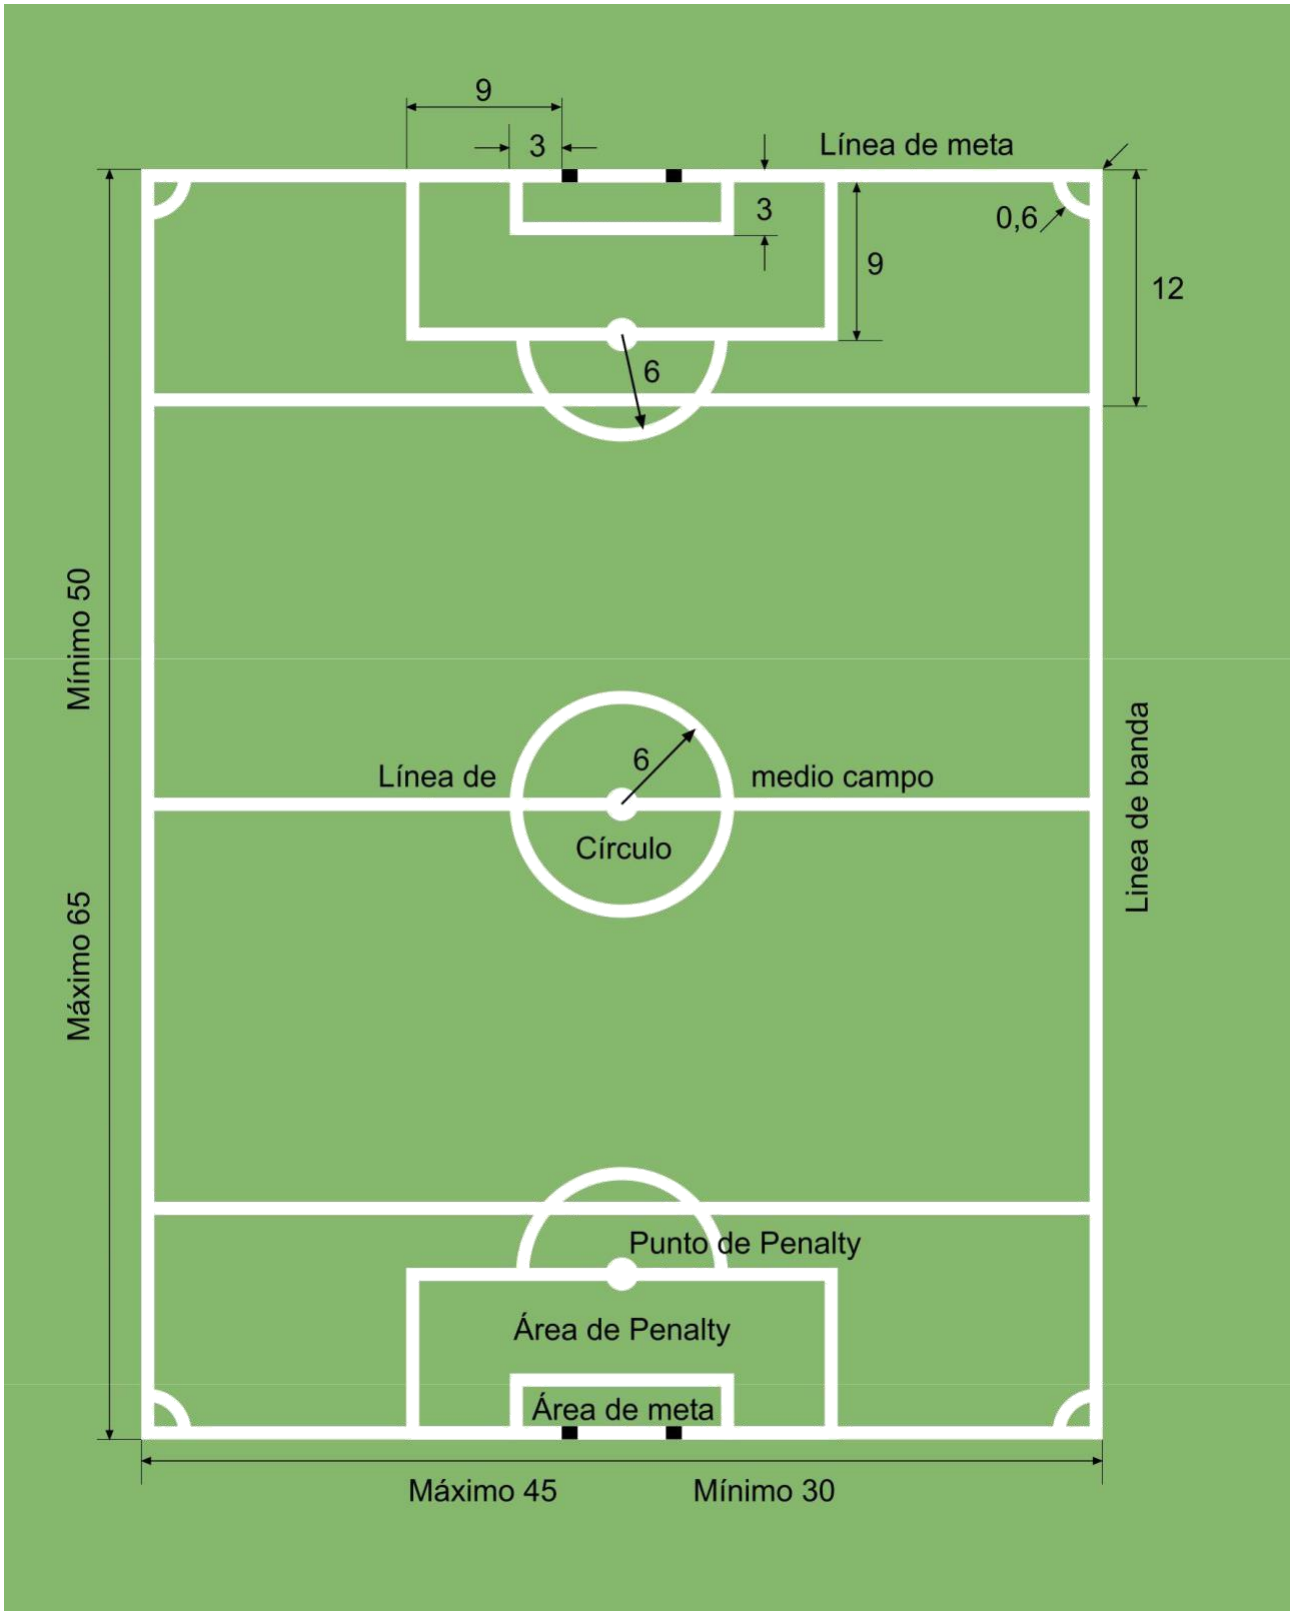 9
3
Línea de meta
3
0,6
9
12
6
Mínimo 50
6
Línea de
medio campo
Linea de banda
Círculo
Máximo 65
Punto de Penalty
Área de Penalty
Área de meta
Máximo 45
Mínimo 30